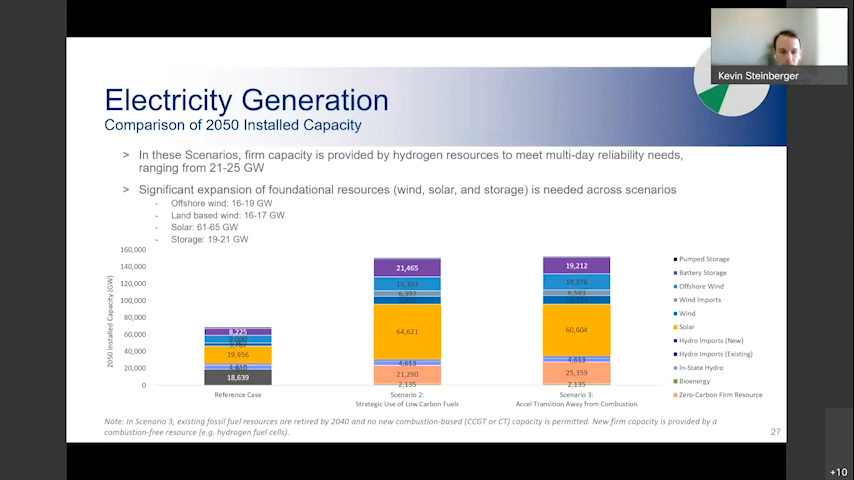 Kevin Steinberger
Electricity Generation
Comparison of 2050 Installed Capacity
> In these Scenarios, firm capacity is provided by hydrogen resources to meet multi-day reliability needs,
ranging from 21-25 GW
> Significant expansion of foundational resources (wind, solar, and storage) is needed across scenarios
- Offshore wind: 16-19 GW
- Land based wind: 16-17 GW
- Solar: 61-65 GW
- Storage: 19-21 GW
2050 Installed Capacity (GW)
160,000
140,000
120,000
100,000
80,000
60,000
40,000
20,000
0
8,225
19,956
4,610
18,639
21,465
6,397
64,621
4,613
21,290
2,135
19,212
19,278
6,593
60,604
4,613
25,359
2,135
Reference Case
Scenario 2:
Strategic Use of Low Carbon Fuels
Scenario 3:
Accel Transition Away from Combustion
Pumped Storage
Battery Storage
Offshore Wind
Wind Imports
Wind
Solar
Hydro Imports (New)
Hydro Imports (Existing)
In-State Hydro
Bioenergy
Zero-Carbon Firm Resource
Note: In Scenario 3, existing fossil fuel resources are retired by 2040 and no new combustion-based (CCGT or CT) capacity is permitted. New firm capacity is provided by a
combustion-free resource (e.g. hydrogen fuel cells).
27
+10